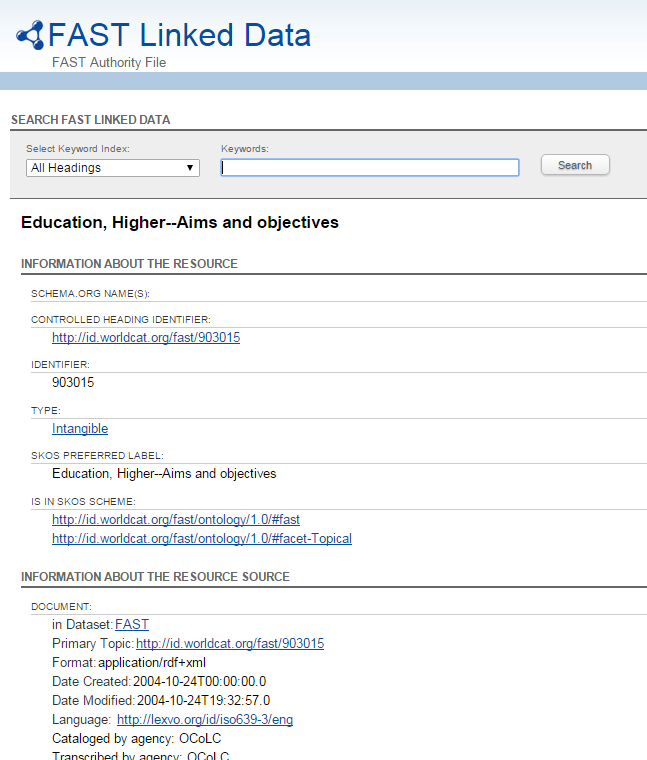 FAST Linked Data
FAST Authority File
SEARCH FAST LINKED DATA
Select Keyword Index:
Keywords:
All Headings
Search
Education, Higher--Aims and objectives
INFORMATION ABOUT THE RESOURCE
SCHEMA.ORG NAME(S):
CONTROLLED HEADING IDENTIFIER:
http://id.worldcat.org/fast/903015
IDENTIFIER:
903015
TYPE:
Intangible
SKOS PREFERRED LABEL:
Education, Higher--Aims and objectives
IS IN SKOS SCHEME:
http://id.worldcat.org/fast/ontology/1.0/#fast
http://id.worldcat.org/fast/ontology/1.0/#facet-Topical
INFORMATION ABOUT THE RESOURCE SOURCE
DOCUMENT:
in Dataset: FAST
Primary Topic: http://id.worldcat.org/fast/903015
Format: application/rdf+xml
Date Created: 2004-10-24T00:00:00.0
Date Modified: 2004-10-24T19:32:57.0
Language: http://lexvo.org/id/iso639-3/eng
Cataloged by agency: OCoLC
Transcribed by agency: OCoLC